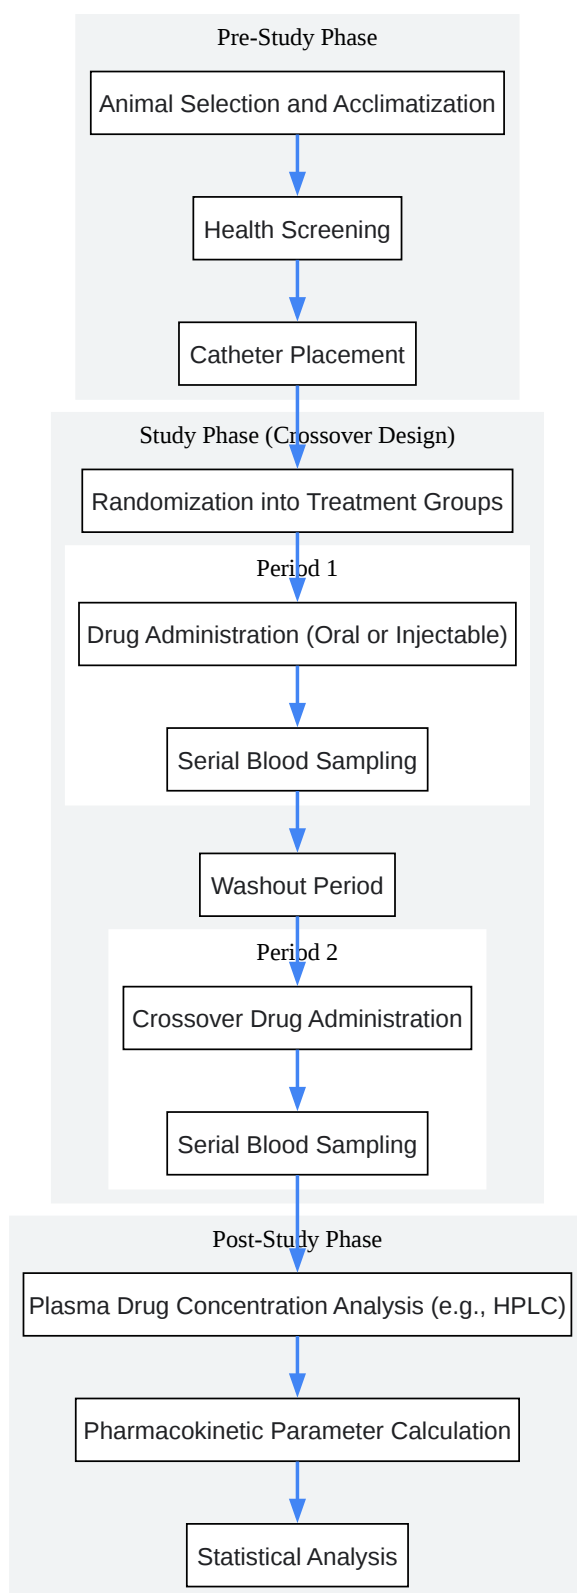 Pre-Study Phase
Animal Selection and Acclimatization
Health Screening
Catheter Placement
Study Phase (Crossover Design)
Randomization into Treatment Groups
Period 1
Drug Administration (Oral or Injectable)
Serial Blood Sampling
Washout Period
Period 2
Crossover Drug Administration
Serial Blood Sampling
Post-Study Phase
Plasma Drug Concentration Analysis (e.g., HPLC)
Pharmacokinetic Parameter Calculation
Statistical Analysis